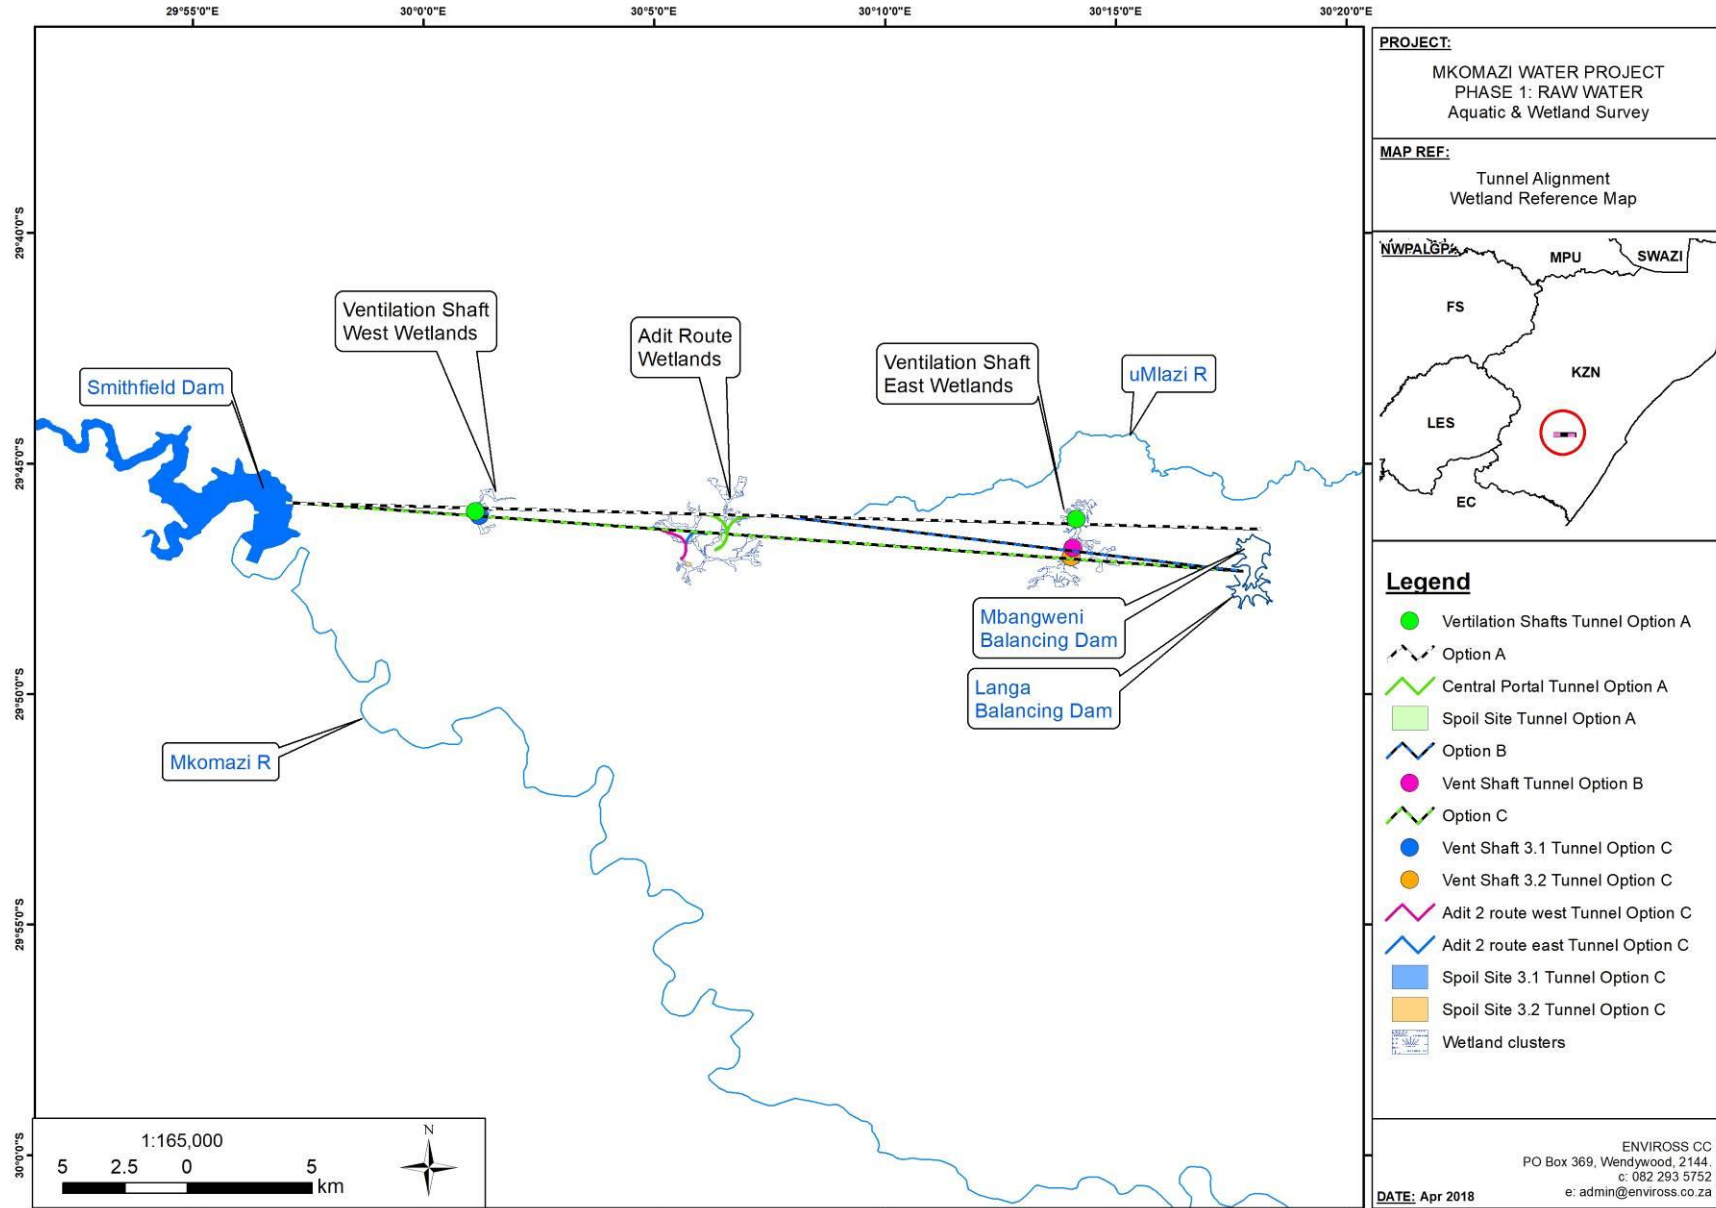 29°55'0"E
30°0'0"E
30°5'0"E
30°10'0"E
30°15'0"E
30°20'0"E
29°40'0"S
29°45'0"S
29°50'0"S
29°55'0"S
30°0'0"S
Smithfield Dam
Ventilation Shaft
West Wetlands
Adit Route
Wetlands
Ventilation Shaft
East Wetlands
uMlazi R
Mbangweni
Balancing Dam
Langa
Balancing Dam
Mkomazi R
1:165,000
5 2.5 0 5
km
N
PROJECT:
MKOMAZI WATER PROJECT
PHASE 1: RAW WATER
Aquatic & Wetland Survey
MAP REF:
Tunnel Alignment
Wetland Reference Map
MPU
SWAZI
FS
KZN
LES
EC
Legend
Vertilation Shafts Tunnel Option A
Option A
Central Portal Tunnel Option A
Spoil Site Tunnel Option A
Option B
Vent Shaft Tunnel Option B
Option C
Vent Shaft 3.1 Tunnel Option C
Vent Shaft 3.2 Tunnel Option C
Adit 2 route west Tunnel Option C
Adit 2 route east Tunnel Option C
Spoil Site 3.1 Tunnel Option C
Spoil Site 3.2 Tunnel Option C
Wetland clusters
ENVIROSS CC
PO Box 369, Wendywood, 2144.
c: 082 293 5752
e: admin@enviross.co.za
DATE: Apr 2018